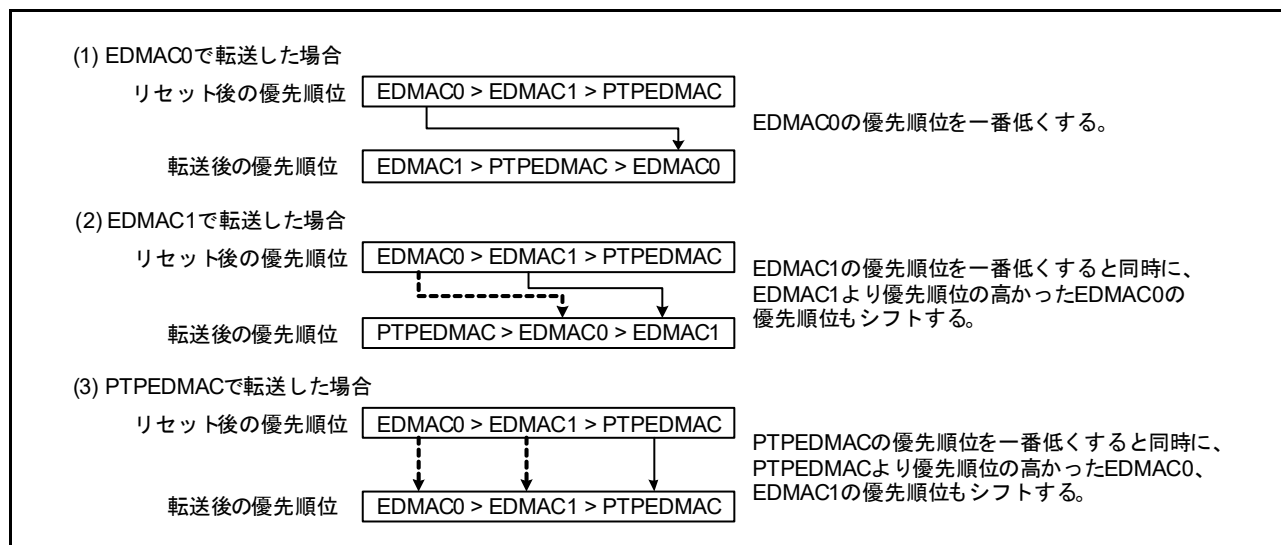 (1) EDMAC0で転送した場合
リセット後の優先順位
EDMAC0 > EDMAC1 > PTPEDMAC
EDMAC0の優先順位を一番低くする。
転送後の優先順位
EDMAC1 > PTPEDMAC > EDMAC0
(2) EDMAC1で転送した場合
リセット後の優先順位
EDMAC0 > EDMAC1 > PTPEDMAC
EDMAC1の優先順位を一番低くすると同時に、
EDMAC1より優先順位の高かったEDMAC0の
優先順位もシフトする。
転送後の優先順位
PTPEDMAC > EDMAC0 > EDMAC1
(3) PTPEDMACで転送した場合
リセット後の優先順位
EDMAC0 > EDMAC1 > PTPEDMAC
PTPEDMACの優先順位を一番低くすると同時に、
PTPEDMACより優先順位の高かったEDMAC0、
EDMAC1の優先順位もシフトする。
転送後の優先順位
EDMAC0 > EDMAC1 > PTPEDMAC